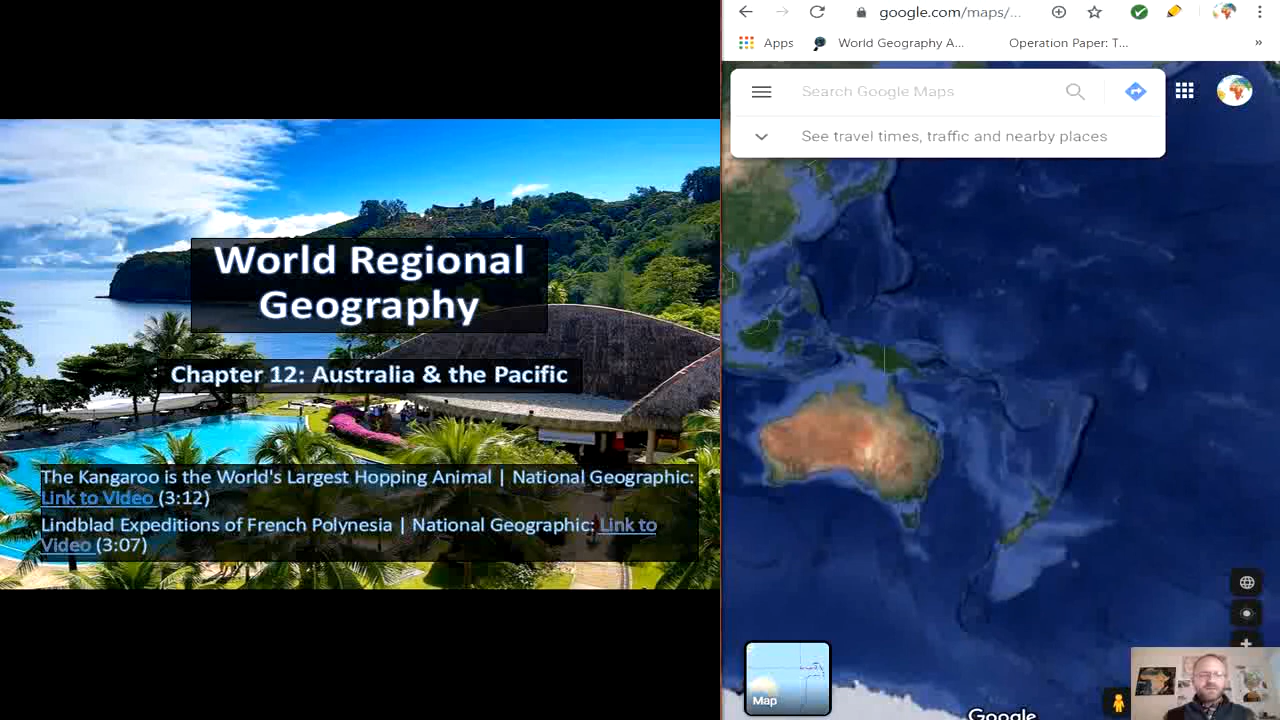 World Regional
Geography
Chapter 12: Australia & the Pacific
The Kangaroo is the World's Largest Hopping Animal | National Geographic:
Link to Video (3:12)
Lindblad Expeditions of French Polynesia | National Geographic: Link to
Video (3:07)
google.com/maps/...
Apps
World Geography A...
Operation Paper: T...
»
Search Google Maps
See travel times, traffic and nearby places
Map
Google